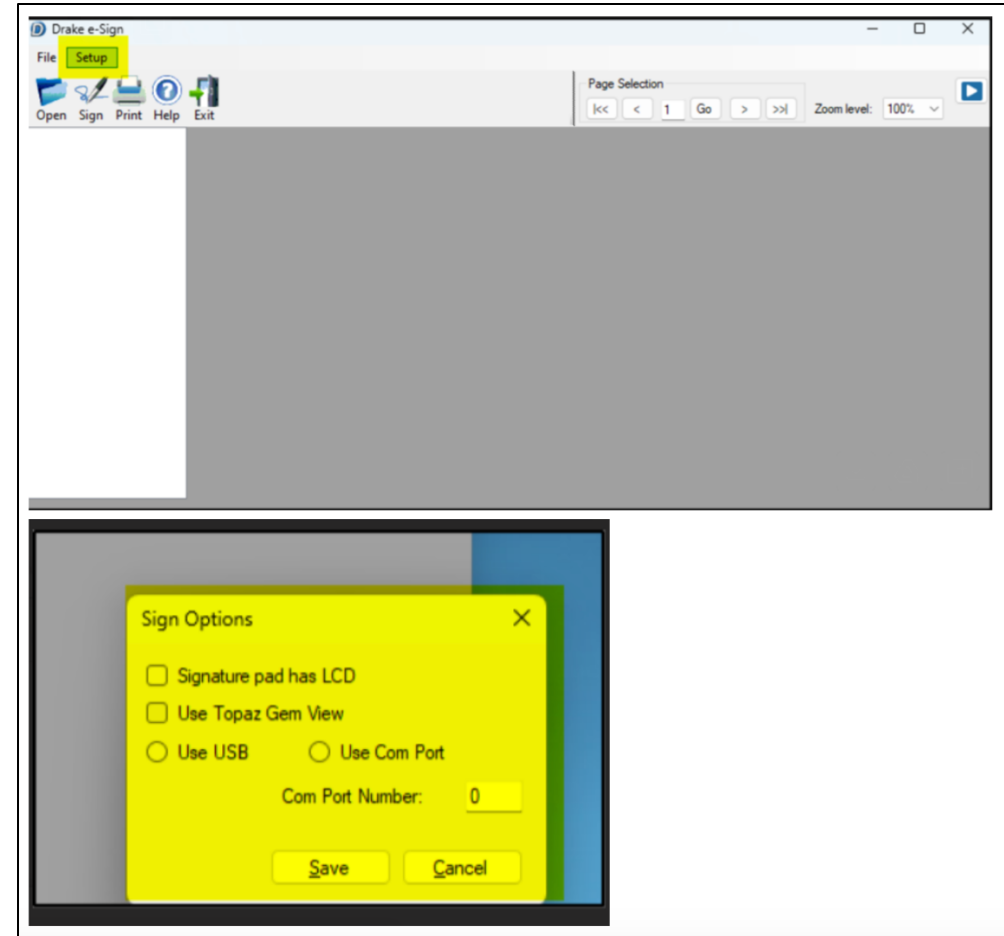 Drake e-Sign
File Setup
Open Sign Print Help Exit
Page Selection
|<< < 1 Go > >>| Zoom level: 100%
Sign Options
Signature pad has LCD
Use Topaz Gem View
Use USB Use Com Port
Com Port Number: 0
Save Cancel